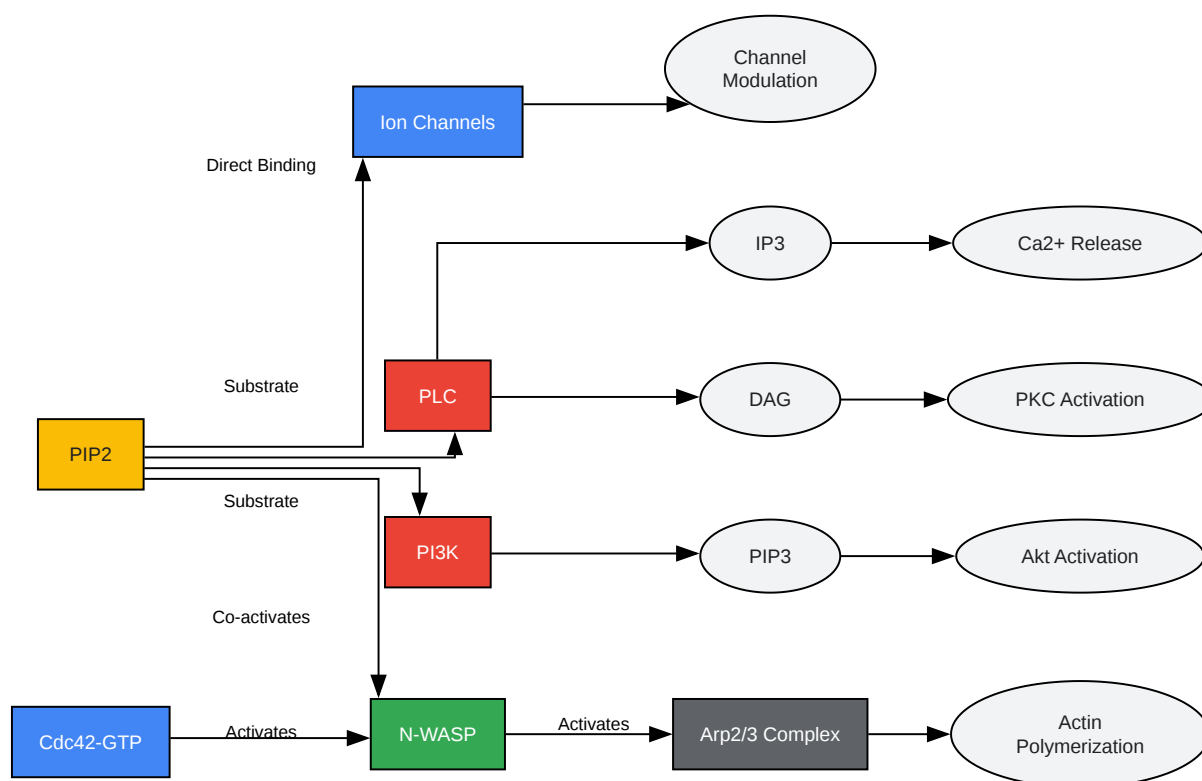 Channel
Modulation
Ion Channels
Direct Binding
IP3
Ca2+ Release
Substrate
PLC
DAG
PKC Activation
PIP2
Substrate
PI3K
PIP3
Akt Activation
Co-activates
Cdc42-GTP
Activates
N-WASP
Activates
Arp2/3 Complex
Actin
Polymerization